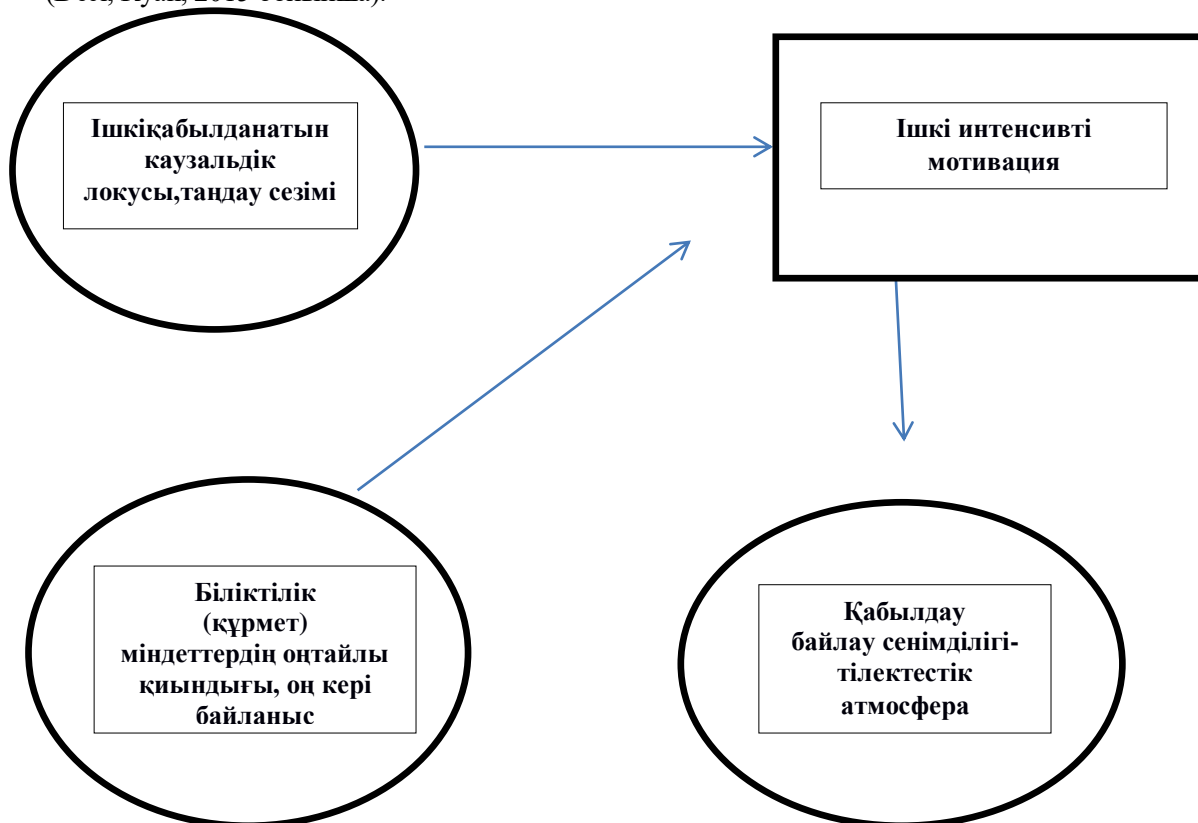 Ішкіқабылданатын
каузальдік
локусы,таңдау сезімі
Ішкі интенсивті
мотивация
Біліктілік
(құрмет)
міндеттердің оңтайлы
қиындығы, оң кері
байланыс
Қабылдау
байлау сенімділігі-
тілектестік
атмосфера